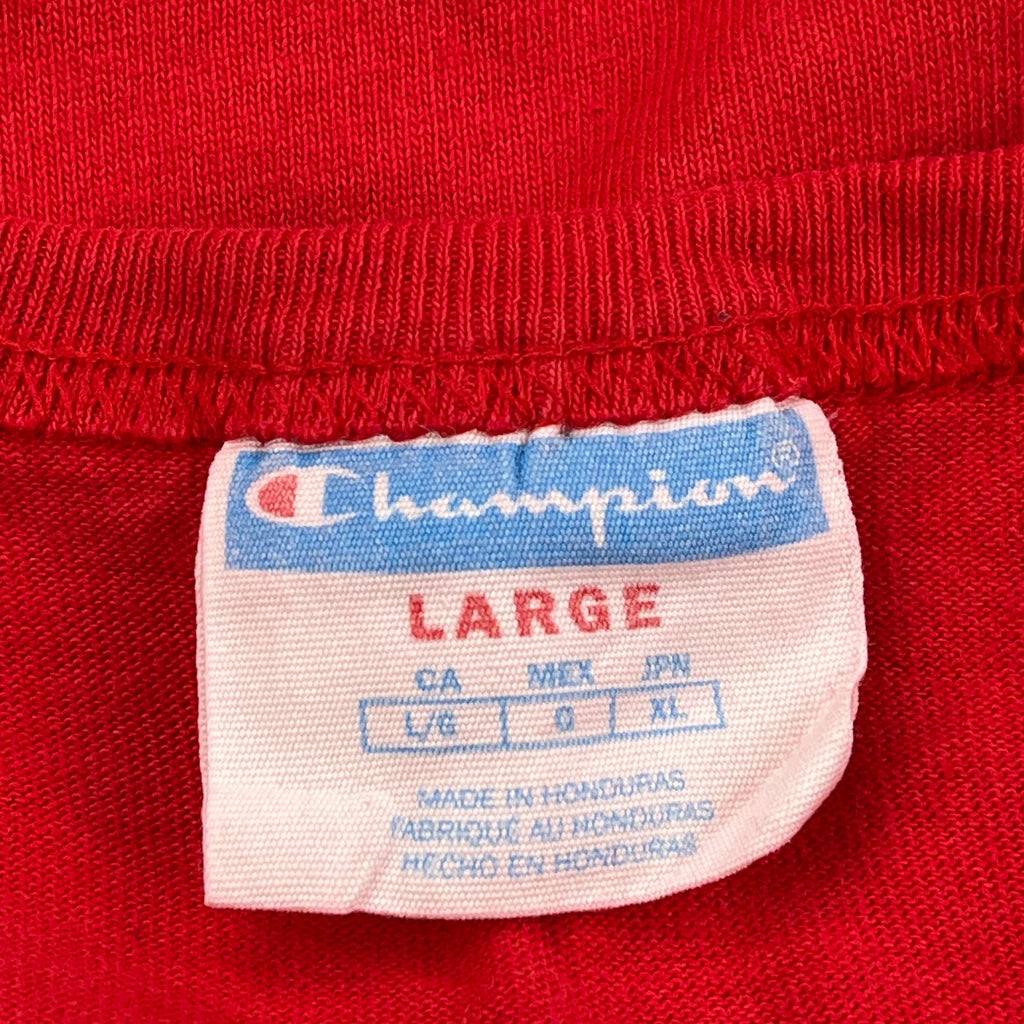 Champion®
LARGE
CA MEX JPN
L/G G XL
MADE IN HONDURAS
FABRIQUÉ AU HONDURAS
HECHO EN HONDURAS